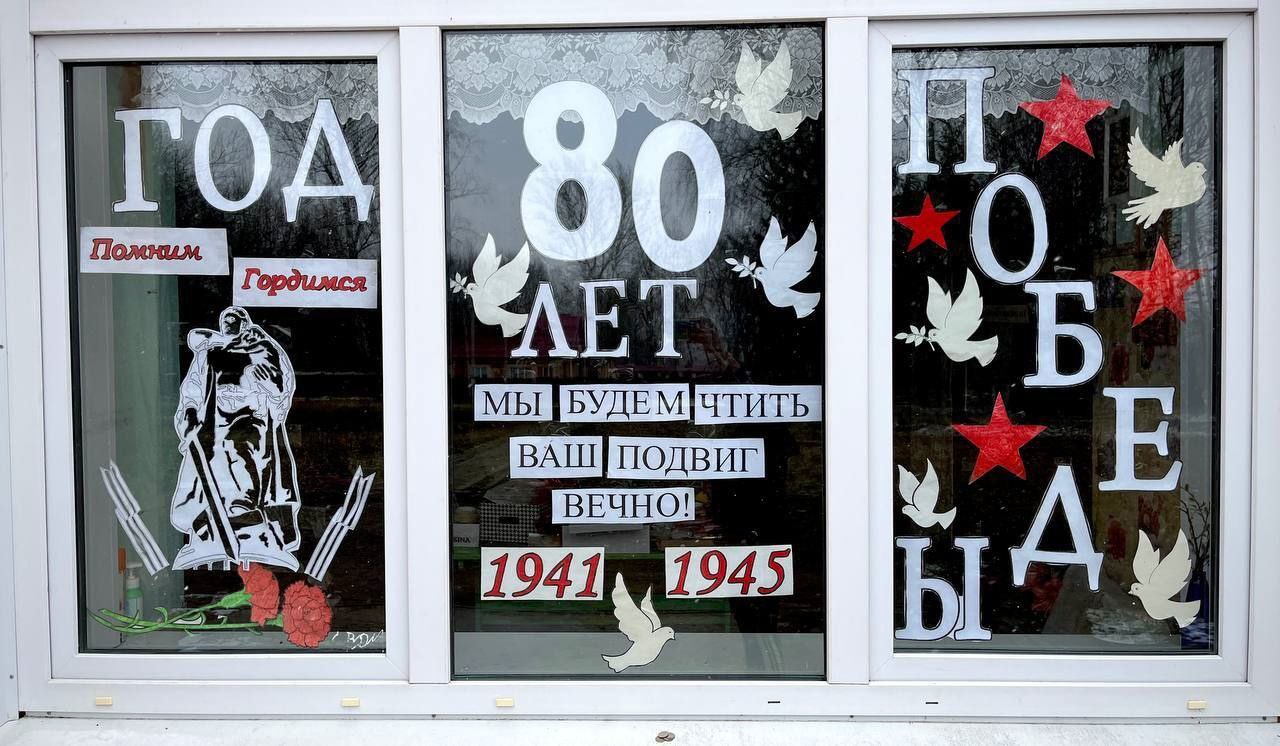 ГОД
Помним
Гордимся
80
ЛЕТ
МЫ БУДЕМ ЧТИТЬ
ВАШ ПОДВИГ
ВЕЧНО!
1941 1945
ПОБЕДЫ